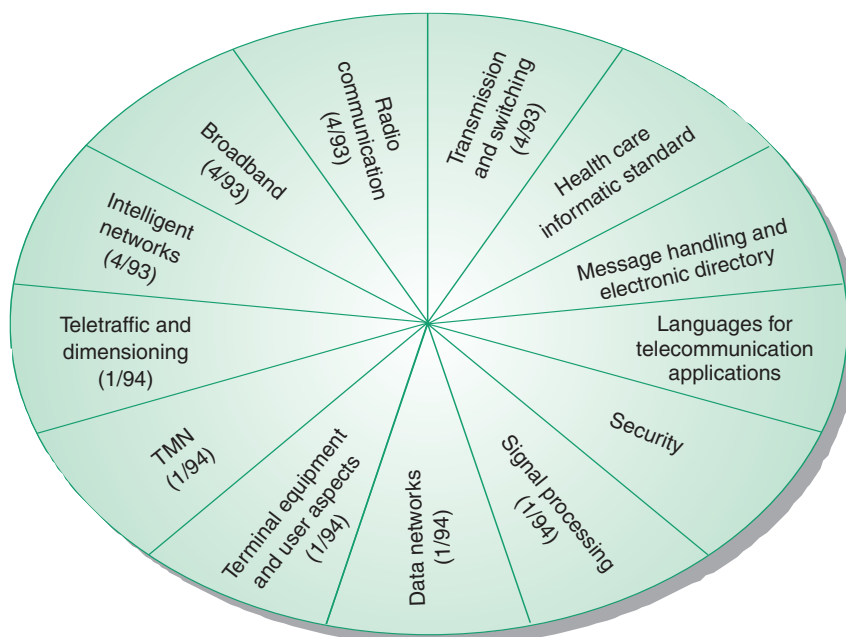 Transmission
and switching
(4/93)
Health care
informatic standard
Message handling and
electronic directory
Languages for
telecommunication
applications
Security
Signal processing
(1/94)
Data networks
(1/94)
Terminal equipment
and user aspects
(1/94)
TMN
(1/94)
Teletraffic and
dimensioning
(1/94)
Intelligent
networks
(4/93)
Broadband
(4/93)
Radio
communication
(4/93)